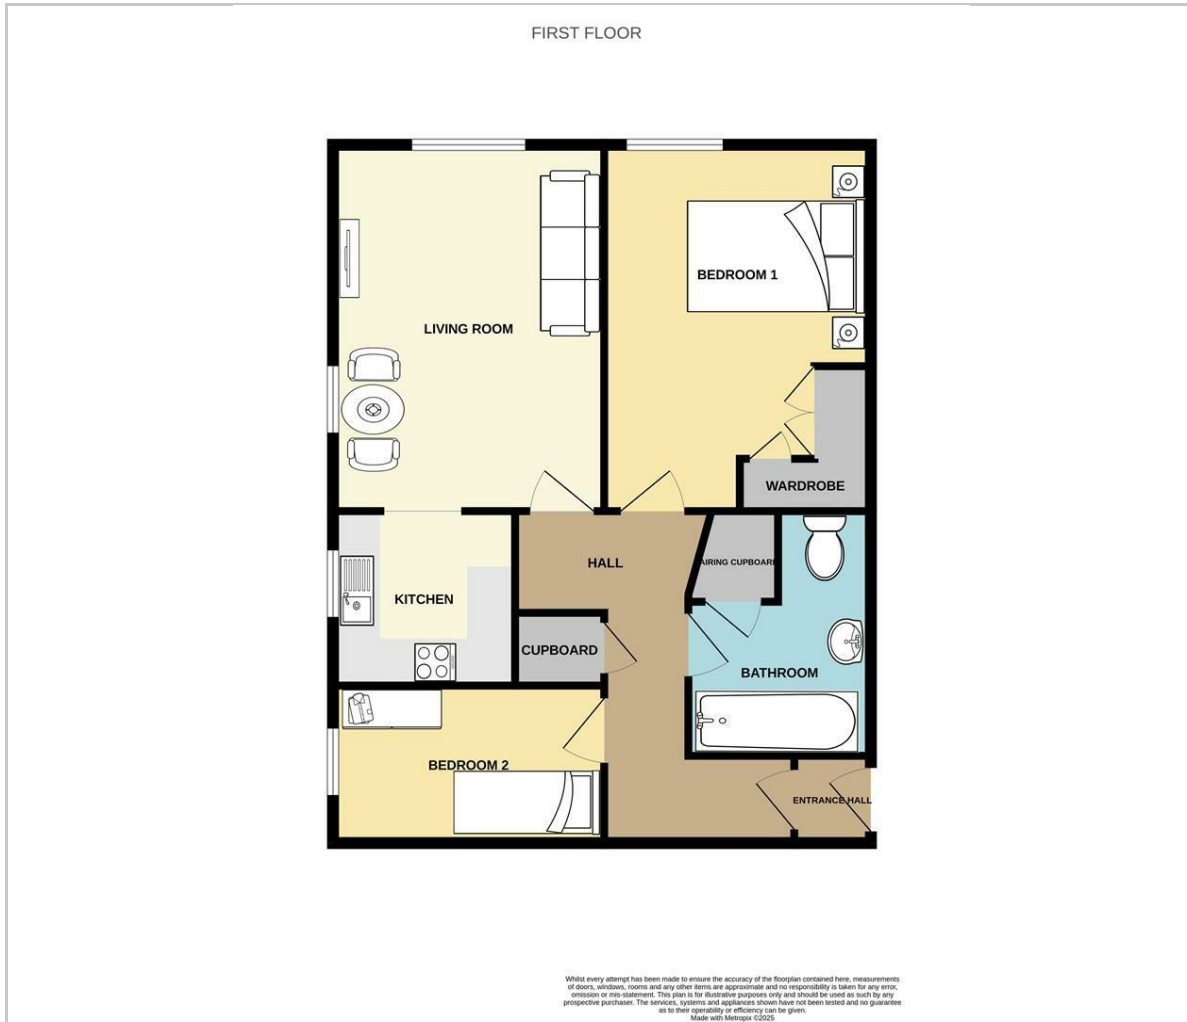 FIRST FLOOR
BEDROOM 1
LIVING ROOM
WARDROBE
HALL
AIRING CUPBOARD
KITCHEN
CUPBOARD
BATHROOM
BEDROOM 2
ENTRANCE HALL
Whilst every attempt has been made to ensure the accuracy of the floorplan contained here, measurements
of doors, windows, rooms and any other items are approximate and no responsibility is taken for any error,
omission or mis-statement. This plan is for illustrative purposes only and should be used as such by any
prospective purchaser. The services, systems and appliances shown have not been tested and no guarantee
as to their operability or efficiency can be given.
Made with Metropix ©2025